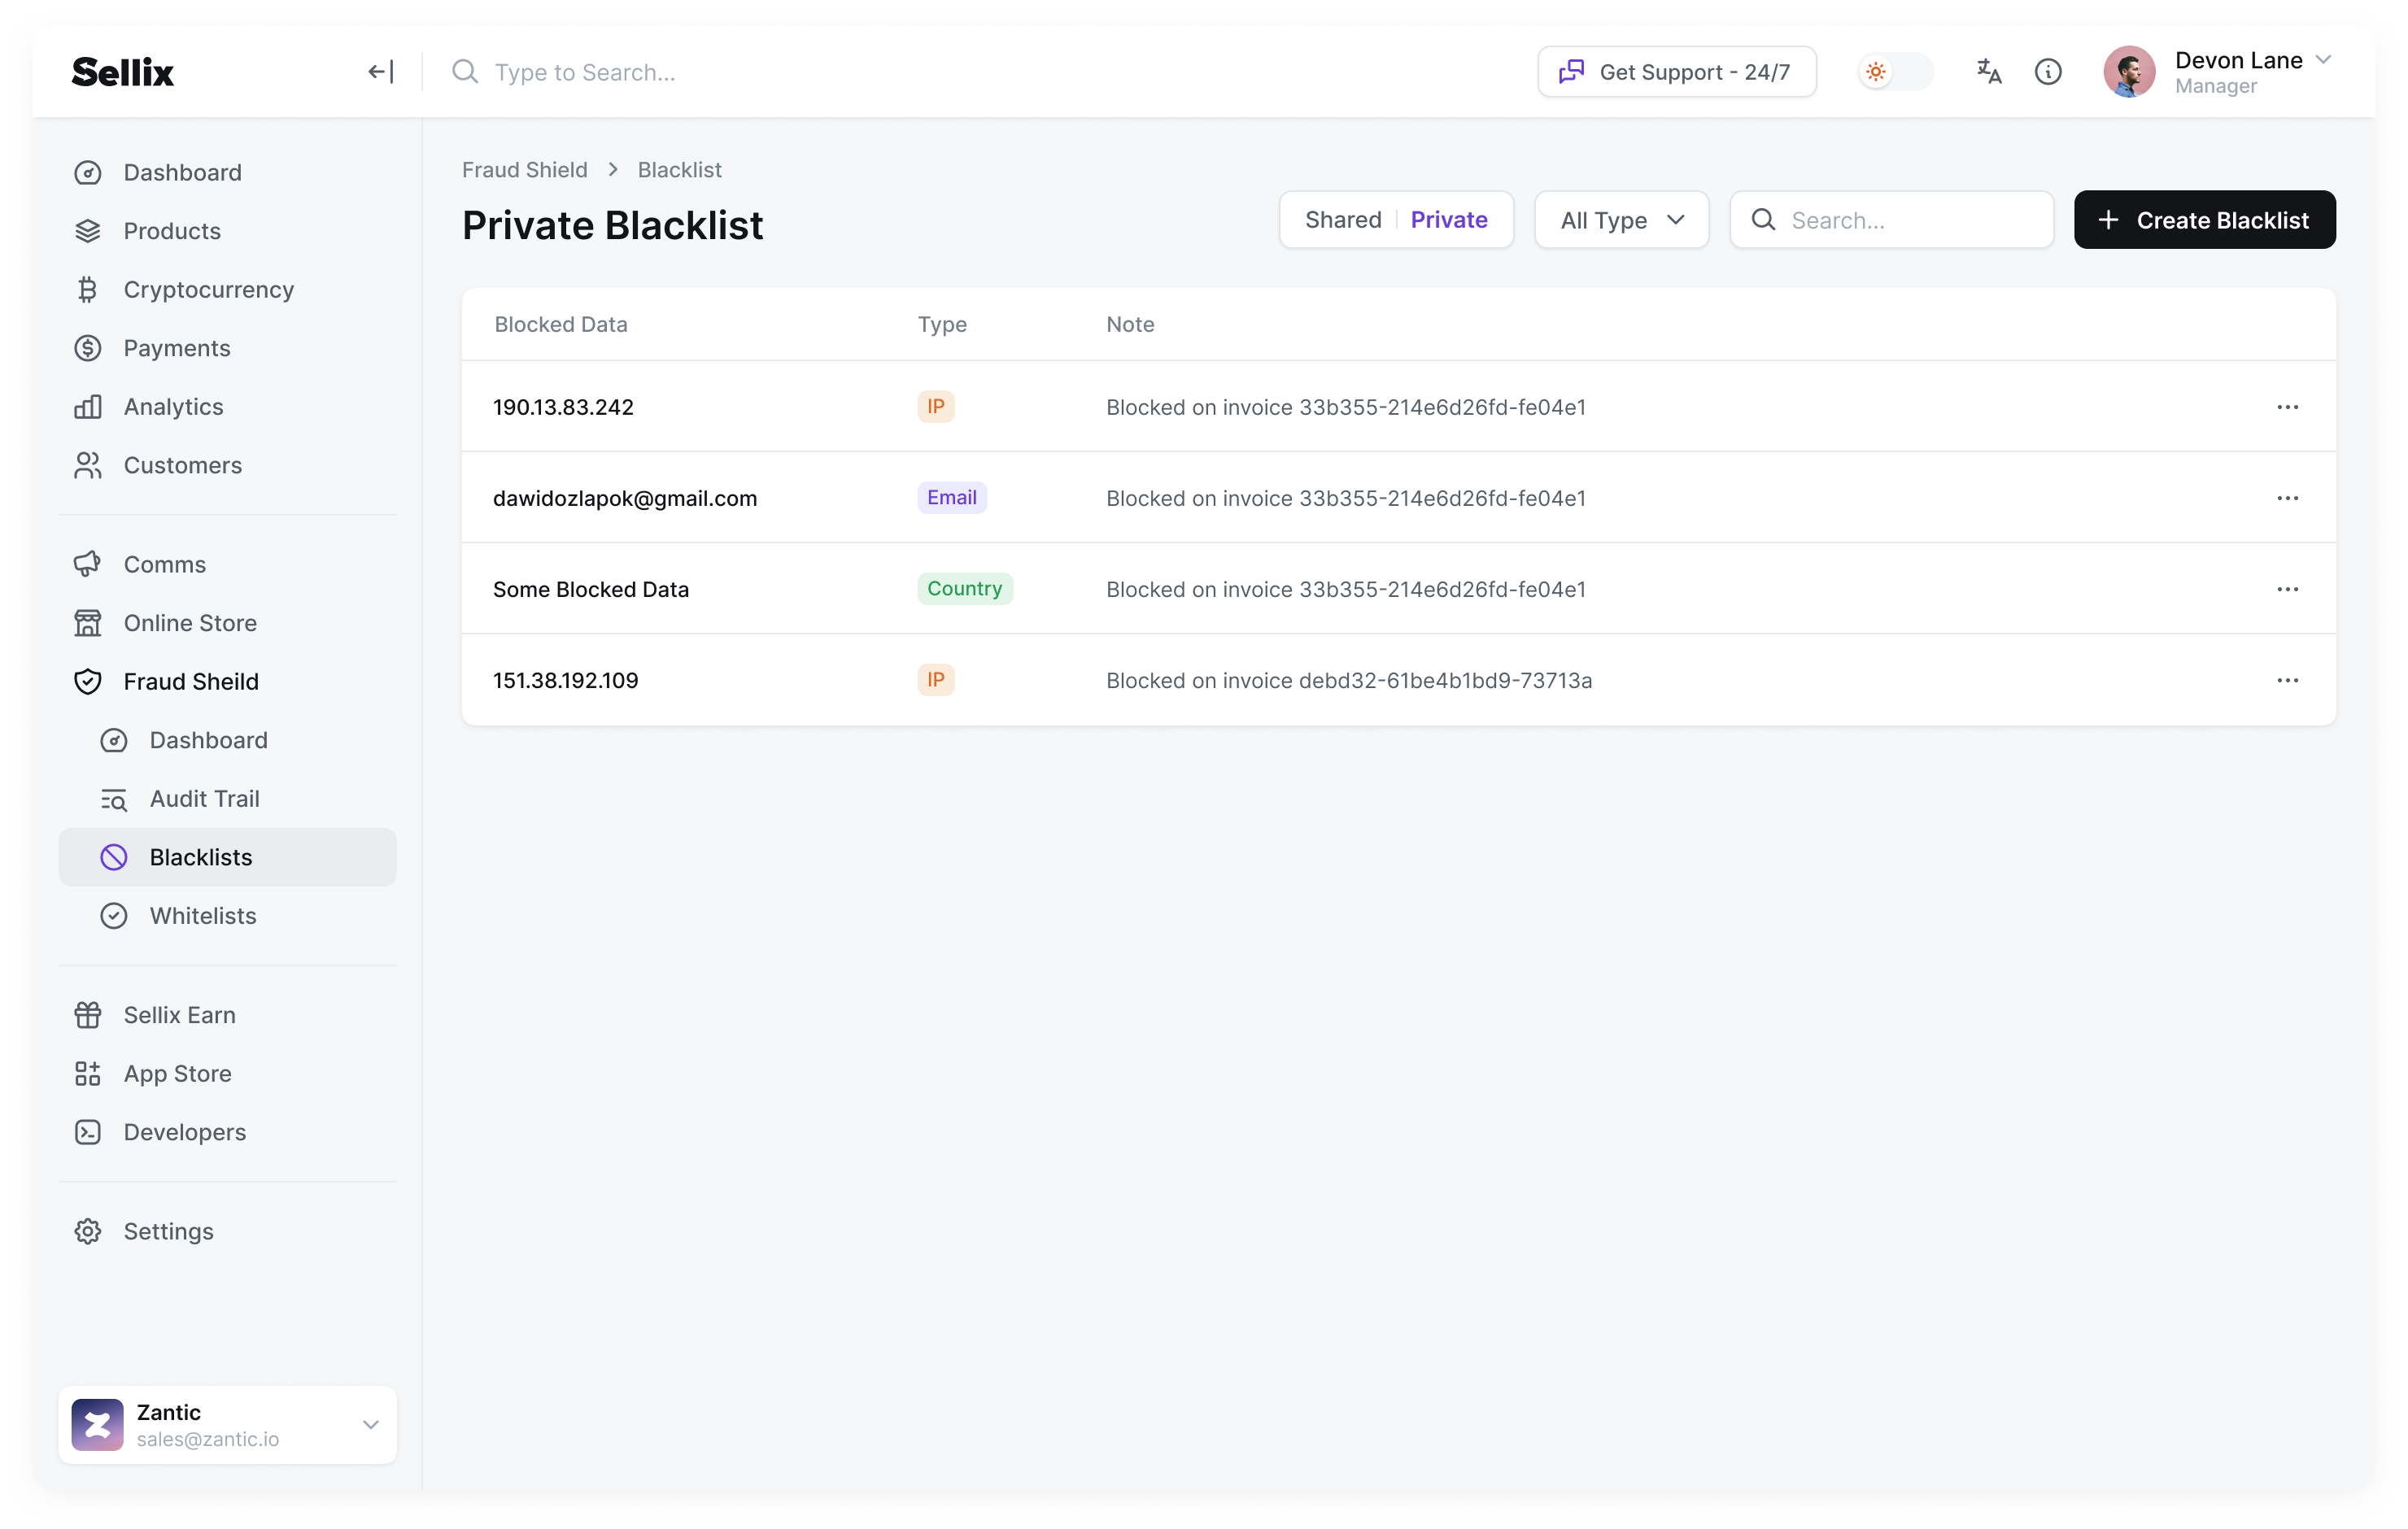 Sellix
Type to Search...
Get Support - 24/7
Devon Lane
Manager
Dashboard
Products
Cryptocurrency
Payments
Analytics
Customers
Comms
Online Store
Fraud Sheild
Dashboard
Audit Trail
Blacklists
Whitelists
Sellix Earn
App Store
Developers
Settings
Zantic
sales@zantic.io
Fraud Shield > Blacklist
Private Blacklist
Shared Private
All Type
Search...
Create Blacklist
Blocked Data Type Note
190.13.83.242 IP Blocked on invoice 33b355-214e6d26fd-fe04e1
dawidozlapok@gmail.com Email Blocked on invoice 33b355-214e6d26fd-fe04e1
Some Blocked Data Country Blocked on invoice 33b355-214e6d26fd-fe04e1
151.38.192.109 IP Blocked on invoice debd32-61be4b1bd9-73713a